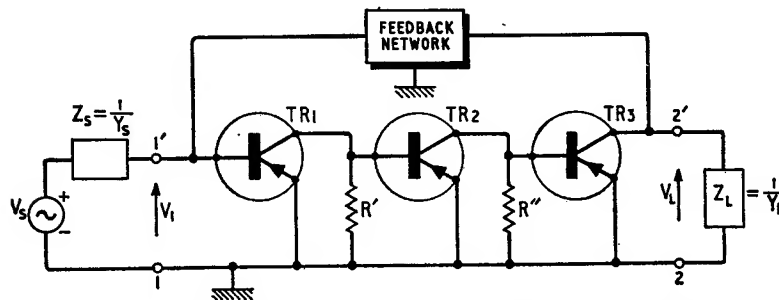 FEEDBACK
NETWORK
Z_S = 1/Y_S
1'
TR1
TR2
TR3
2'
V_S
+
−
V_1
R'
R"
V_L
Z_L
= 1/Y_L
1
2